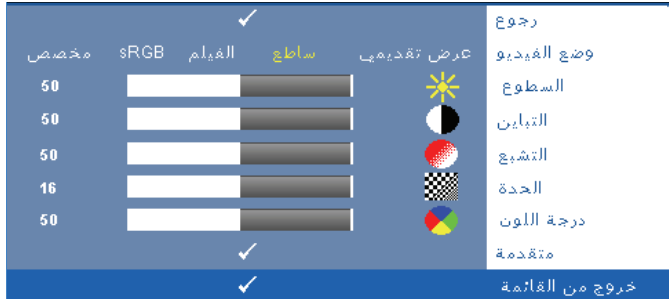 رجوع ✓
وضع الفيديو عرض تقديمي ساطع الفيلم sRGB مخصص
السطوع 50
التباين 50
التشبع 50
الحدة 16
درجة اللون 50
متقدمة ✓
خروج من القائمة ✓